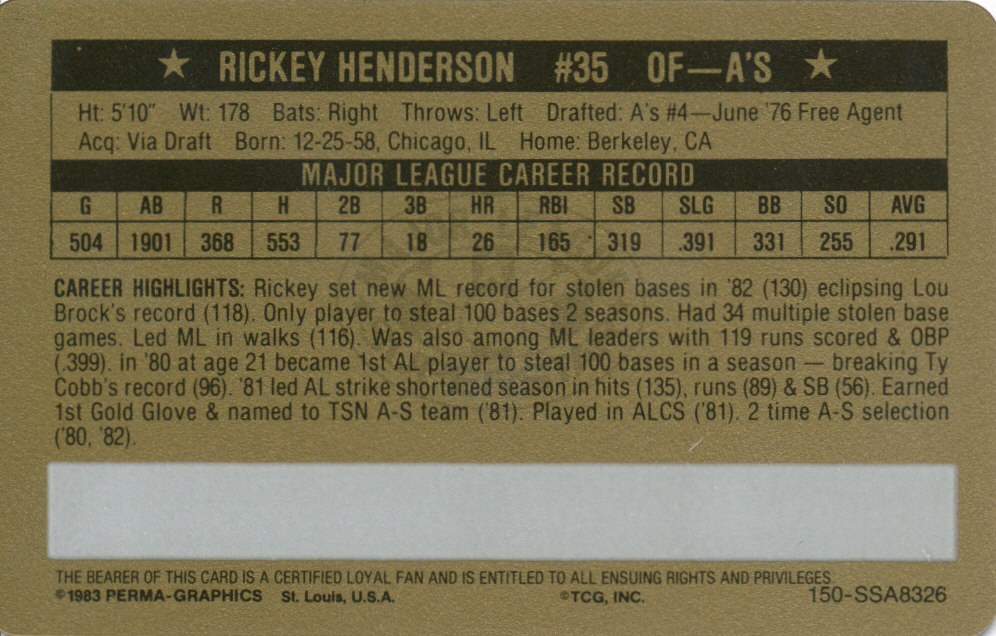 ★ RICKEY HENDERSON #35 OF—A'S ★
Ht: 5'10" Wt: 178 Bats: Right Throws: Left Drafted: A's #4—June '76 Free Agent
Acq: Via Draft Born: 12-25-58, Chicago, IL Home: Berkeley, CA
MAJOR LEAGUE CAREER RECORD
G AB R H 2B 3B HR RBI SB SLG BB SO AVG
504 1901 368 553 77 18 26 165 319 .391 331 255 .291
CAREER HIGHLIGHTS: Rickey set new ML record for stolen bases in '82 (130) eclipsing Lou
Brock's record (118). Only player to steal 100 bases 2 seasons. Had 34 multiple stolen base
games. Led ML in walks (116). Was also among ML leaders with 119 runs scored & OBP
(.399). in '80 at age 21 became 1st AL player to steal 100 bases in a season — breaking Ty
Cobb's record (96). '81 led AL strike shortened season in hits (135), runs (89) & SB (56). Earned
1st Gold Glove & named to TSN A-S team ('81). Played in ALCS ('81). 2 time A-S selection
('80, '82).
THE BEARER OF THIS CARD IS A CERTIFIED LOYAL FAN AND IS ENTITLED TO ALL ENSUING RIGHTS AND PRIVILEGES.
©1983 PERMA-GRAPHICS St. Louis, U.S.A. ©TCG, INC. 150-SSA8326